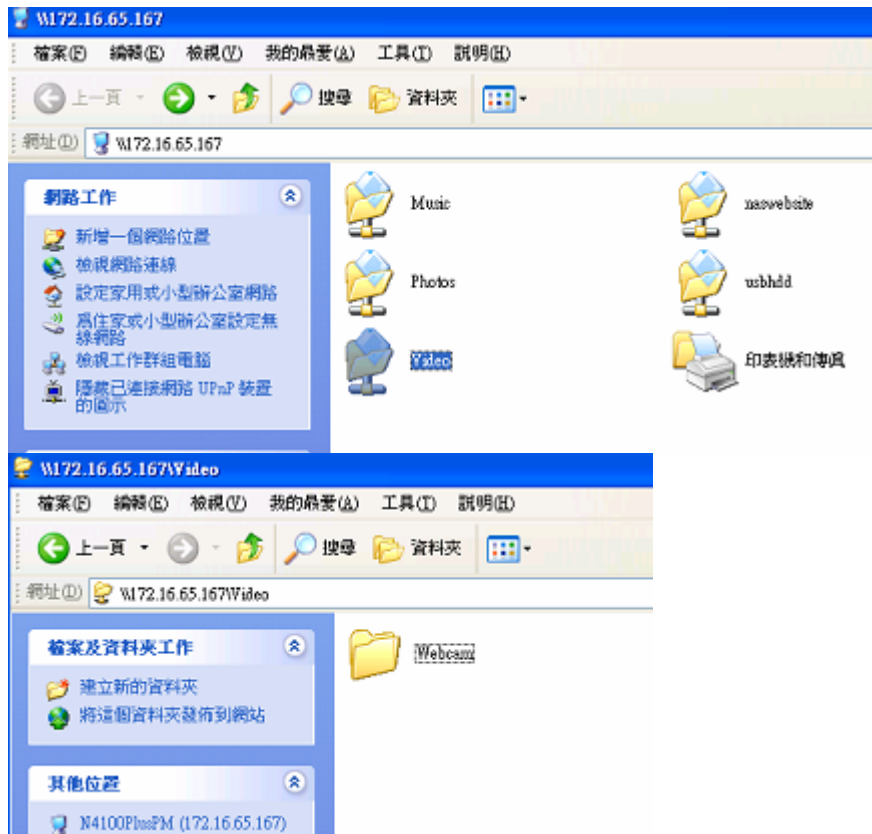 \\172.16.65.167
檔案(F) 編輯(E) 檢視(V) 我的最愛(A) 工具(T) 說明(H)
上一頁 搜尋 資料夾
網址(D) \\172.16.65.167
網路工作
新增一個網路位置
檢視網路連線
設定家用或小型辦公室網路
為住家或小型辦公室設定無
線網路
檢視工作群組電腦
隱藏已連接網路 UPnP 裝置
的圖示
Music
naswebsite
Photos
usbhdd
Video
印表機和傳真
\\172.16.65.167\Video
檔案(F) 編輯(E) 檢視(V) 我的最愛(A) 工具(T) 說明(H)
上一頁 搜尋 資料夾
網址(D) \\172.16.65.167\Video
檔案及資料夾工作
建立新的資料夾
將這個資料夾發佈到網站
其他位置
N4100PlusPM (172.16.65.167)
Webcam